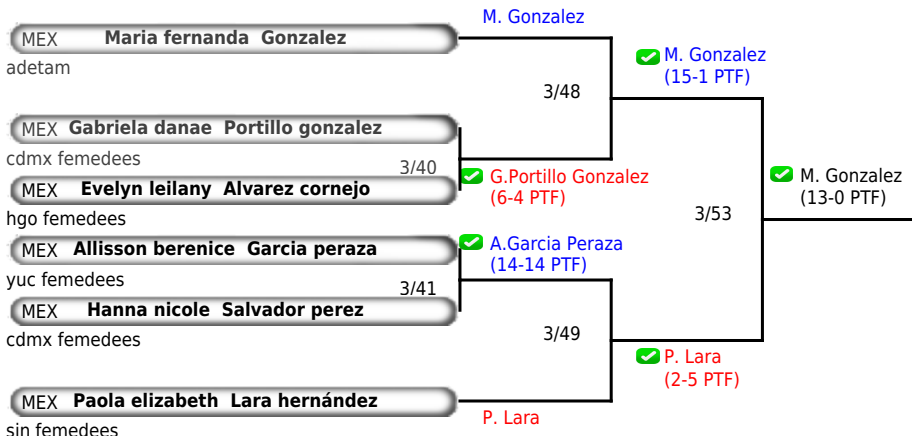 M. Gonzalez
MEX Maria fernanda Gonzalez
adetam
M. Gonzalez
(15-1 PTF)
3/48
MEX Gabriela danae Portillo gonzalez
cdmx femedees
3/40
G.Portillo Gonzalez
(6-4 PTF)
MEX Evelyn leilany Alvarez cornejo
hgo femedees
M. Gonzalez
(13-0 PTF)
3/53
MEX Allisson berenice Garcia peraza
yuc femedees
A.Garcia Peraza
(14-14 PTF)
3/41
MEX Hanna nicole Salvador perez
cdmx femedees
3/49
P. Lara
(2-5 PTF)
MEX Paola elizabeth Lara hernández
sin femedees
P. Lara